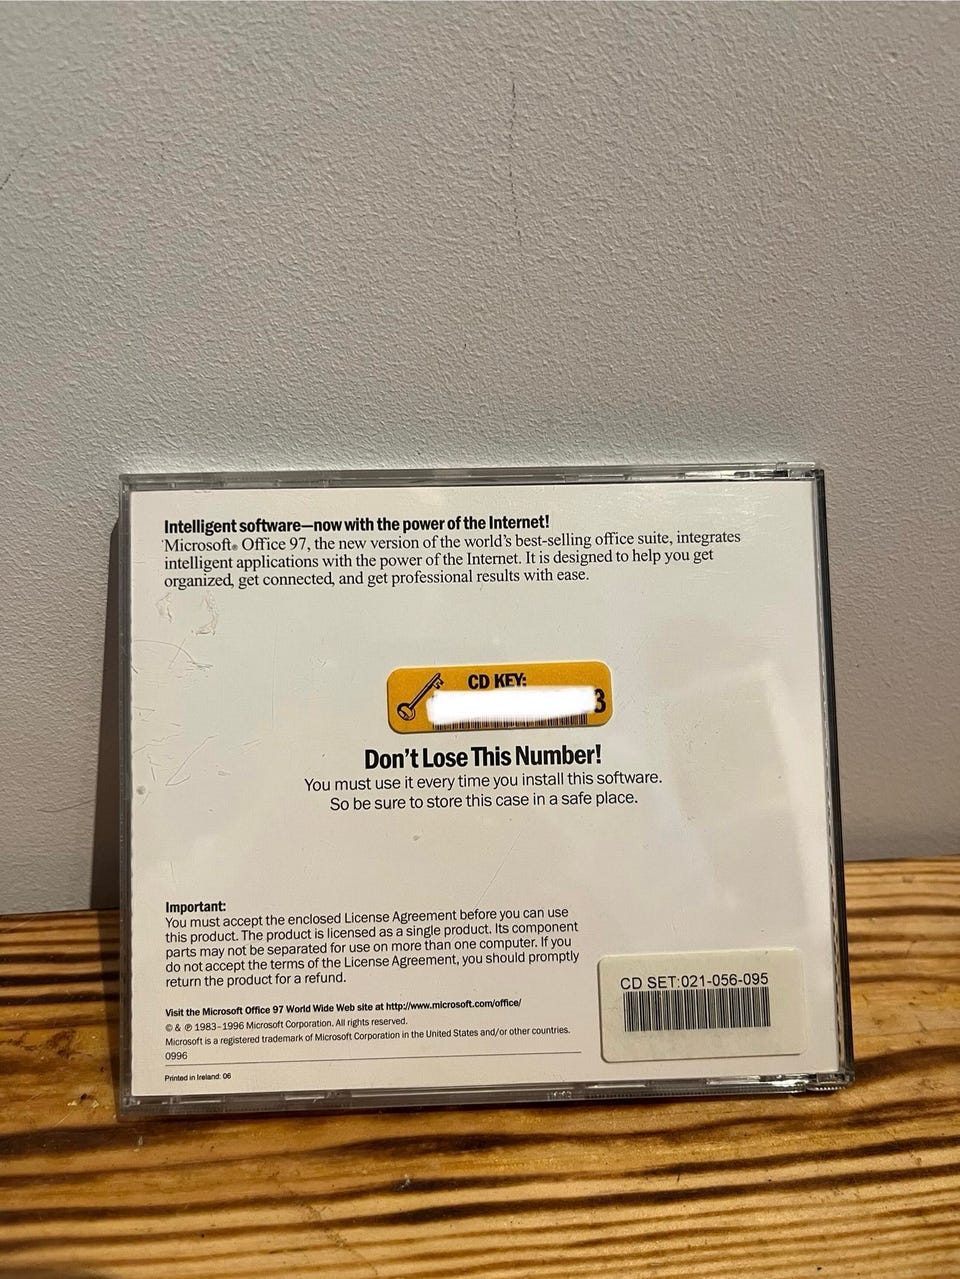 Intelligent software—now with the power of the Internet!
Microsoft® Office 97, the new version of the world's best-selling office suite, integrates
intelligent applications with the power of the Internet. It is designed to help you get
organized, get connected, and get professional results with ease.
CD KEY:
3
Don't Lose This Number!
You must use it every time you install this software.
So be sure to store this case in a safe place.
Important:
You must accept the enclosed License Agreement before you can use
this product. The product is licensed as a single product. Its component
parts may not be separated for use on more than one computer. If you
do not accept the terms of the License Agreement, you should promptly
return the product for a refund.
Visit the Microsoft Office 97 World Wide Web site at http://www.microsoft.com/office/
© & ℗ 1983-1996 Microsoft Corporation. All rights reserved.
Microsoft is a registered trademark of Microsoft Corporation in the United States and/or other countries.
0996
Printed in Ireland: 06
CD SET:021-056-095